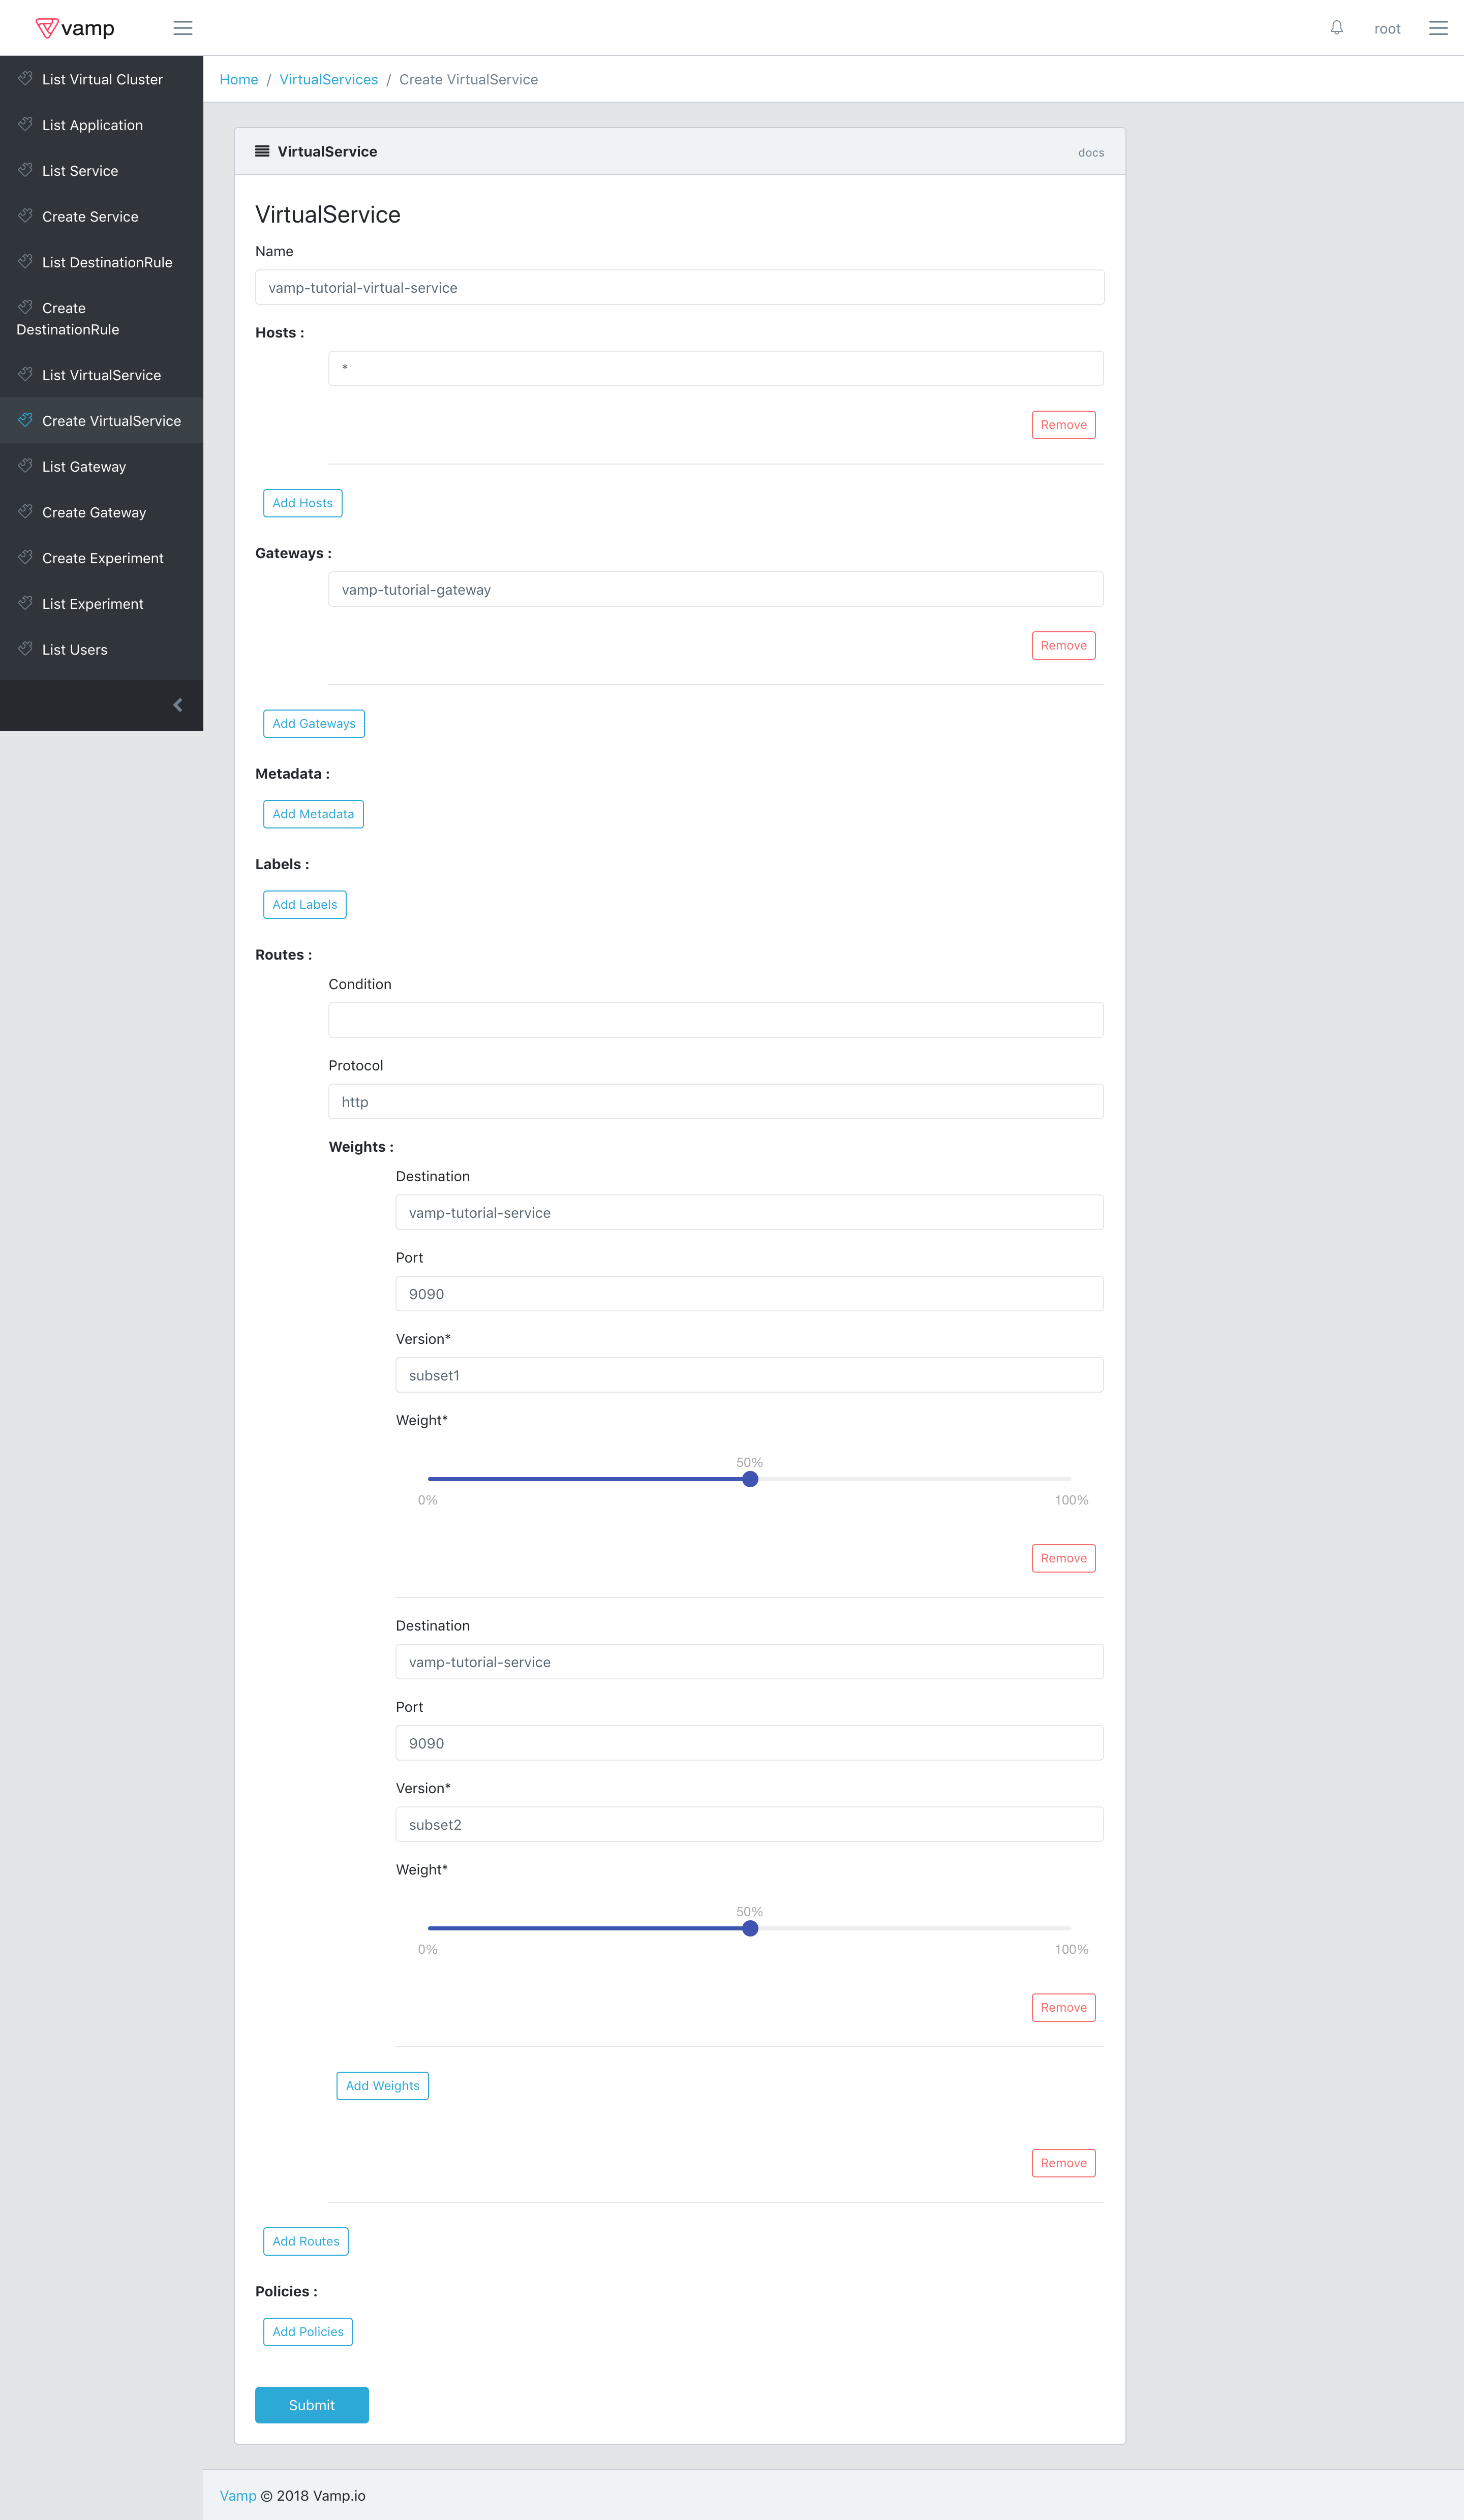 vamp
root
List Virtual Cluster
List Application
List Service
Create Service
List DestinationRule
Create
DestinationRule
List VirtualService
Create VirtualService
List Gateway
Create Gateway
Create Experiment
List Experiment
List Users
Home / VirtualServices / Create VirtualService
VirtualService
docs
VirtualService
Name
vamp-tutorial-virtual-service
Hosts :
*
Remove
Add Hosts
Gateways :
vamp-tutorial-gateway
Remove
Add Gateways
Metadata :
Add Metadata
Labels :
Add Labels
Routes :
Condition
Protocol
http
Weights :
Destination
vamp-tutorial-service
Port
9090
Version*
subset1
Weight*
50%
0% 100%
Remove
Destination
vamp-tutorial-service
Port
9090
Version*
subset2
Weight*
50%
0% 100%
Remove
Add Weights
Remove
Add Routes
Policies :
Add Policies
Submit
Vamp © 2018 Vamp.io